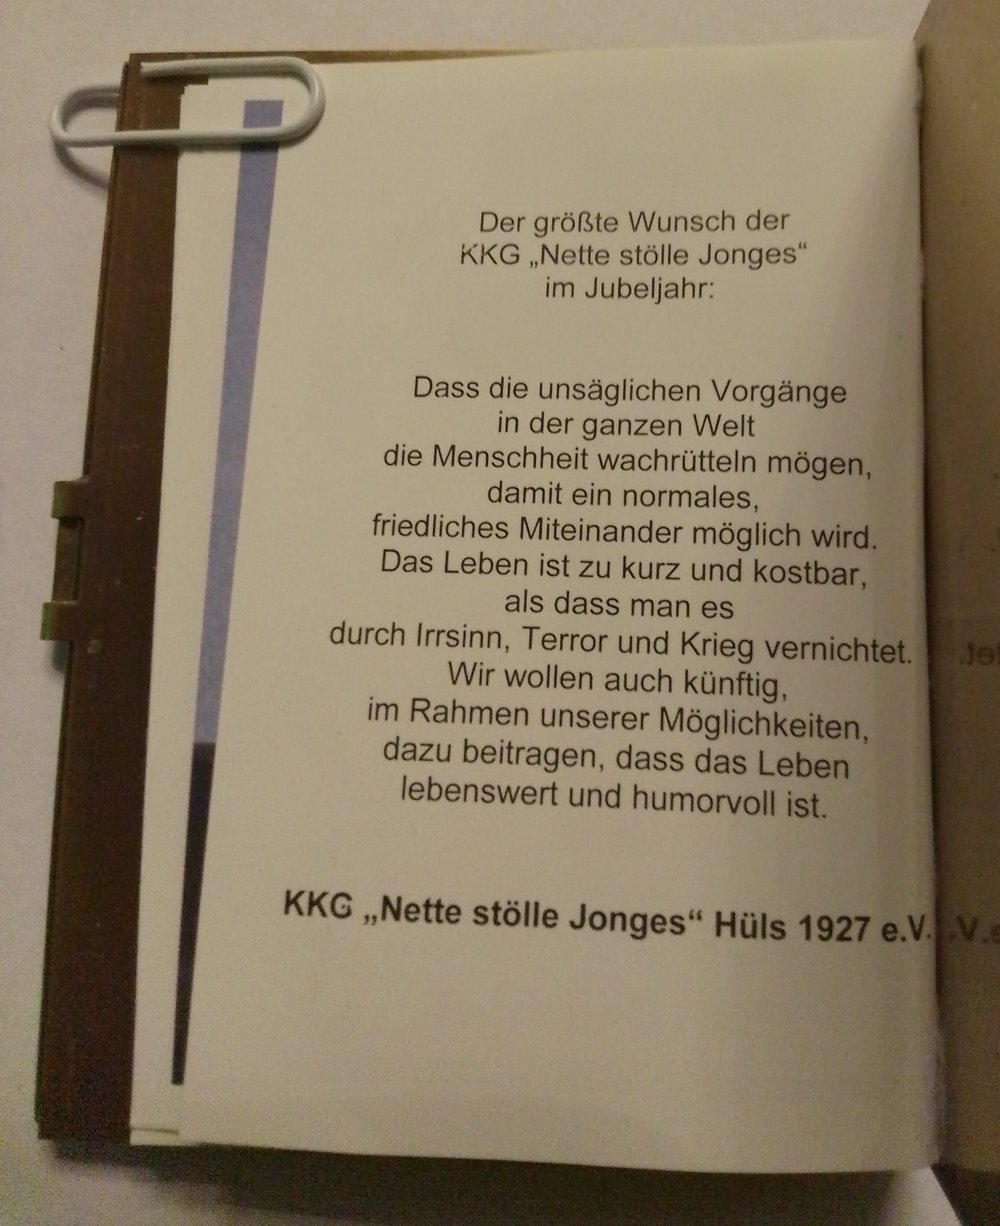 Der größte Wunsch der
KKG „Nette stölle Jonges“
im Jubeljahr:
Dass die unsäglichen Vorgänge
in der ganzen Welt
die Menschheit wachrütteln mögen,
damit ein normales,
friedliches Miteinander möglich wird.
Das Leben ist zu kurz und kostbar,
als dass man es
durch Irrsinn, Terror und Krieg vernichtet.
Wir wollen auch künftig,
im Rahmen unserer Möglichkeiten,
dazu beitragen, dass das Leben
lebenswert und humorvoll ist.
KKG „Nette stölle Jonges“ Hüls 1927 e.V.